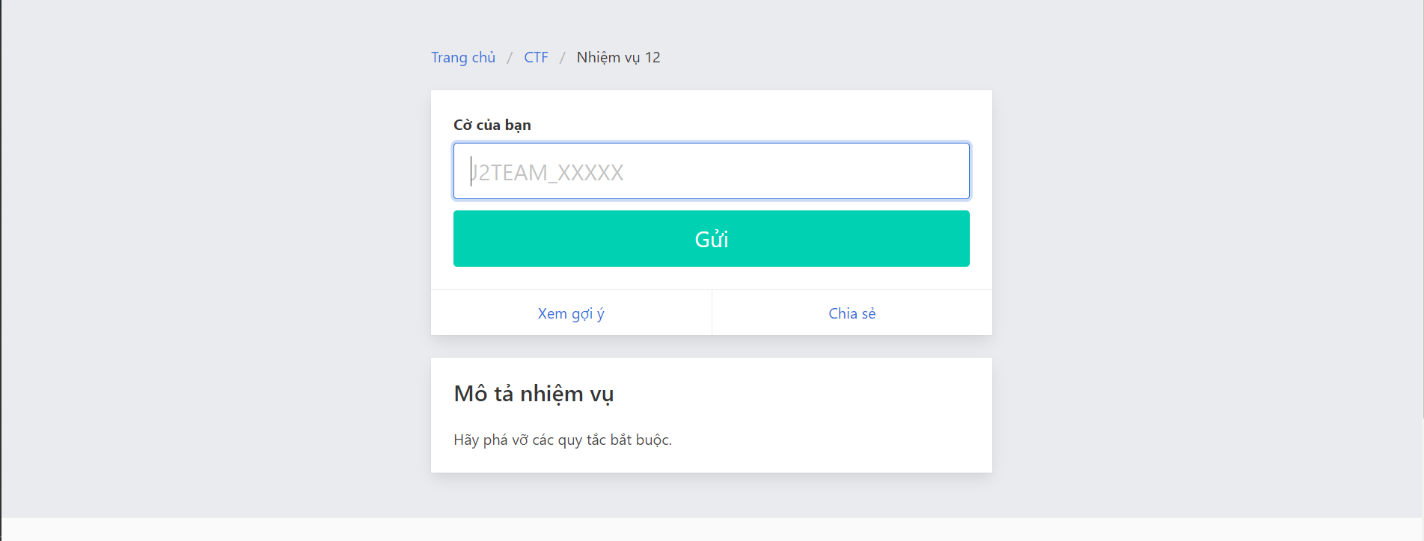 Trang chủ / CTF / Nhiệm vụ 12
Cờ của bạn
J2TEAM_XXXXX
Gửi
Xem gợi ý
Chia sẻ
Mô tả nhiệm vụ
Hãy phá vỡ các quy tắc bắt buộc.